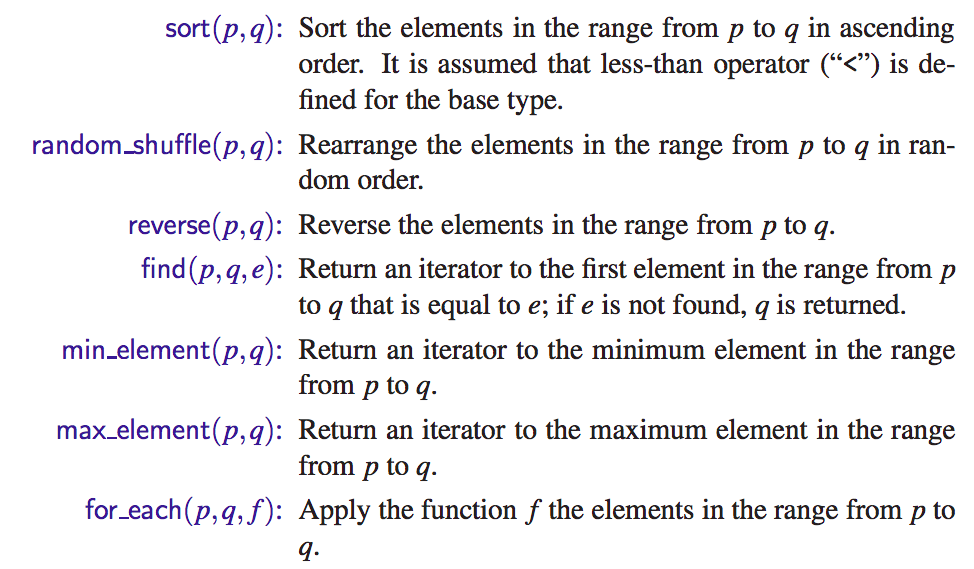 sort(p,q): Sort the elements in the range from p to q in ascending
order. It is assumed that less-than operator (“<”) is de-
fined for the base type.
random_shuffle(p,q): Rearrange the elements in the range from p to q in ran-
dom order.
reverse(p,q): Reverse the elements in the range from p to q.
find(p,q,e): Return an iterator to the first element in the range from p
to q that is equal to e; if e is not found, q is returned.
min_element(p,q): Return an iterator to the minimum element in the range
from p to q.
max_element(p,q): Return an iterator to the maximum element in the range
from p to q.
for_each(p,q,f): Apply the function f the elements in the range from p to
q.